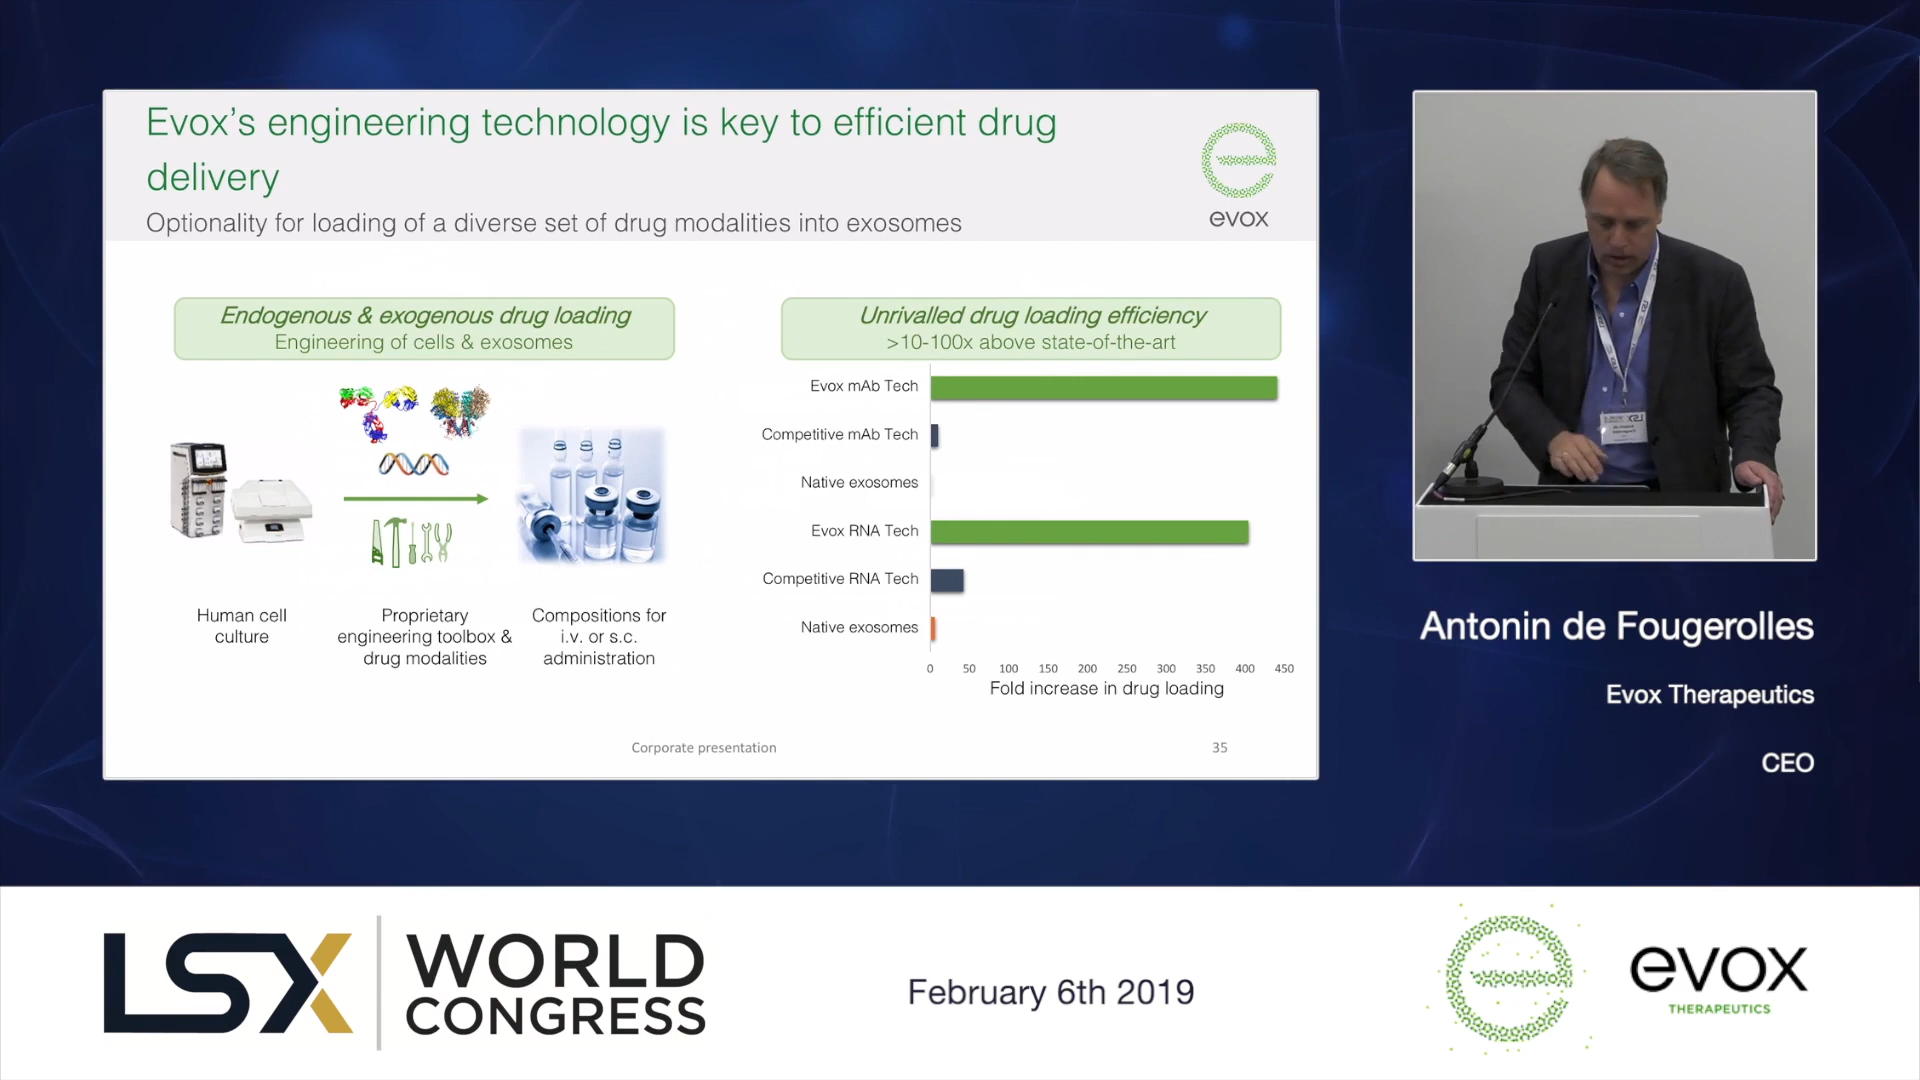 Evox's engineering technology is key to efficient drug
delivery
Optionality for loading of a diverse set of drug modalities into exosomes
evox
Endogenous & exogenous drug loading
Engineering of cells & exosomes
Human cell
culture
Proprietary
engineering toolbox &
drug modalities
Compositions for
i.v. or s.c.
administration
Unrivalled drug loading efficiency
>10-100x above state-of-the-art
Evox mAb Tech
Competitive mAb Tech
Native exosomes
Evox RNA Tech
Competitive RNA Tech
Native exosomes
0 50 100 150 200 250 300 350 400 450
Fold increase in drug loading
Corporate presentation
35
Antonin de Fougerolles
Evox Therapeutics
CEO
LSX WORLD
CONGRESS
February 6th 2019
evox
THERAPEUTICS